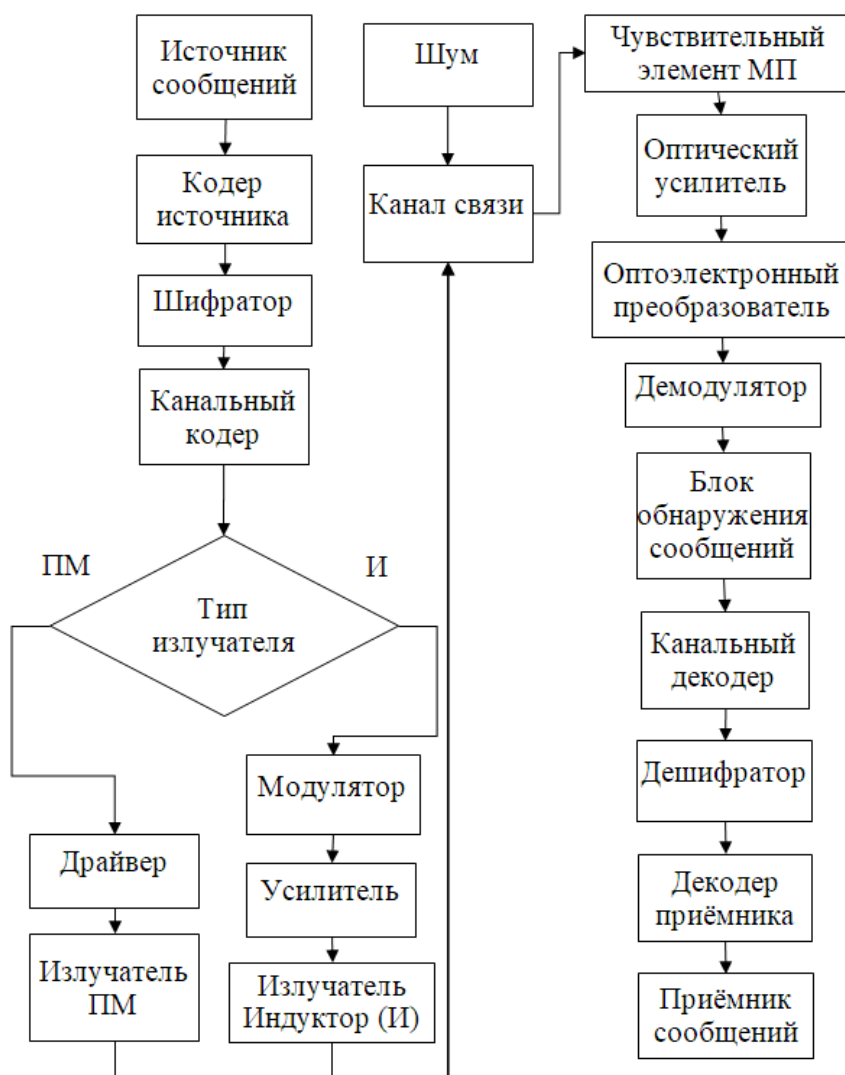 Источник
сообщений
Кодер
источника
Шифратор
Канальный
кодер
ПМ
И
Тип
излучателя
Драйвер
Излучатель
ПМ
Модулятор
Усилитель
Излучатель
Индуктор (И)
Шум
Канал связи
Чувствительный
элемент МП
Оптический
усилитель
Оптоэлектронный
преобразователь
Демодулятор
Блок
обнаружения
сообщений
Канальный
декодер
Дешифратор
Декодер
приёмника
Приёмник
сообщений